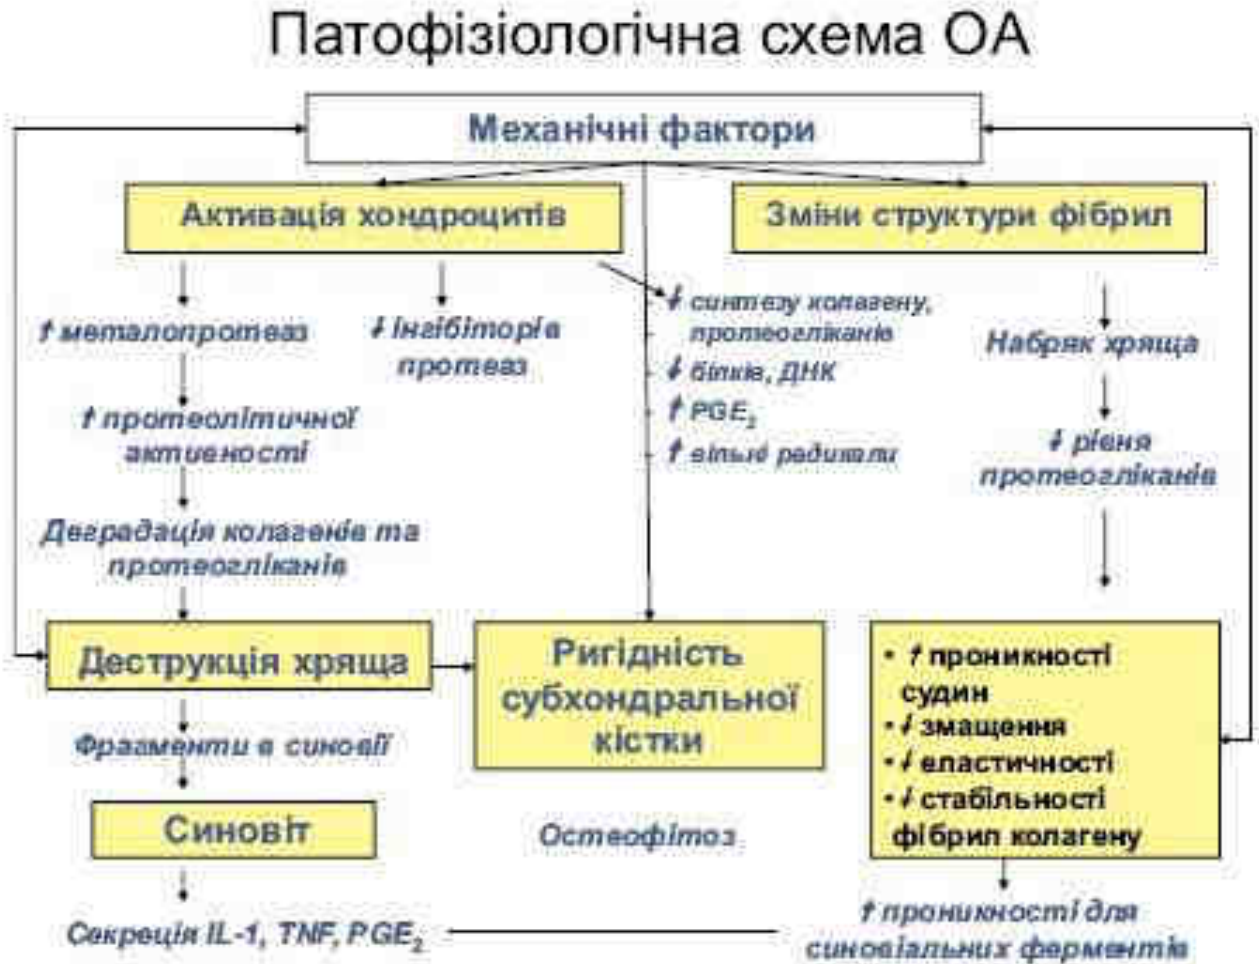 Патофізіологічна схема ОА
Механічні фактори
Активація хондроцитів
Зміни структури фібрил
↑ металопротеаз
↓ Інгібіторів
протеаз
↓ синтезу колагену,
протеогліканів
↓ білків, ДНК
↑ PGE₂
↑ вільні радикали
Набряк хряща
↑ протеолітичної
активності
↓ рівня
протеогліканів
Деградація колагенів та
протеогліканів
Деструкція хряща
Ригідність
субхондральної
кістки
• ↑ проникності
судин
• ↓ змащення
• ↓ еластичності
• ↓ стабільності
фібрил колагену
Фрагменти в синовії
Синовіт
Остеофітоз
Секреція IL-1, TNF, PGE₂
↑ проникності для
синовіальних ферментів